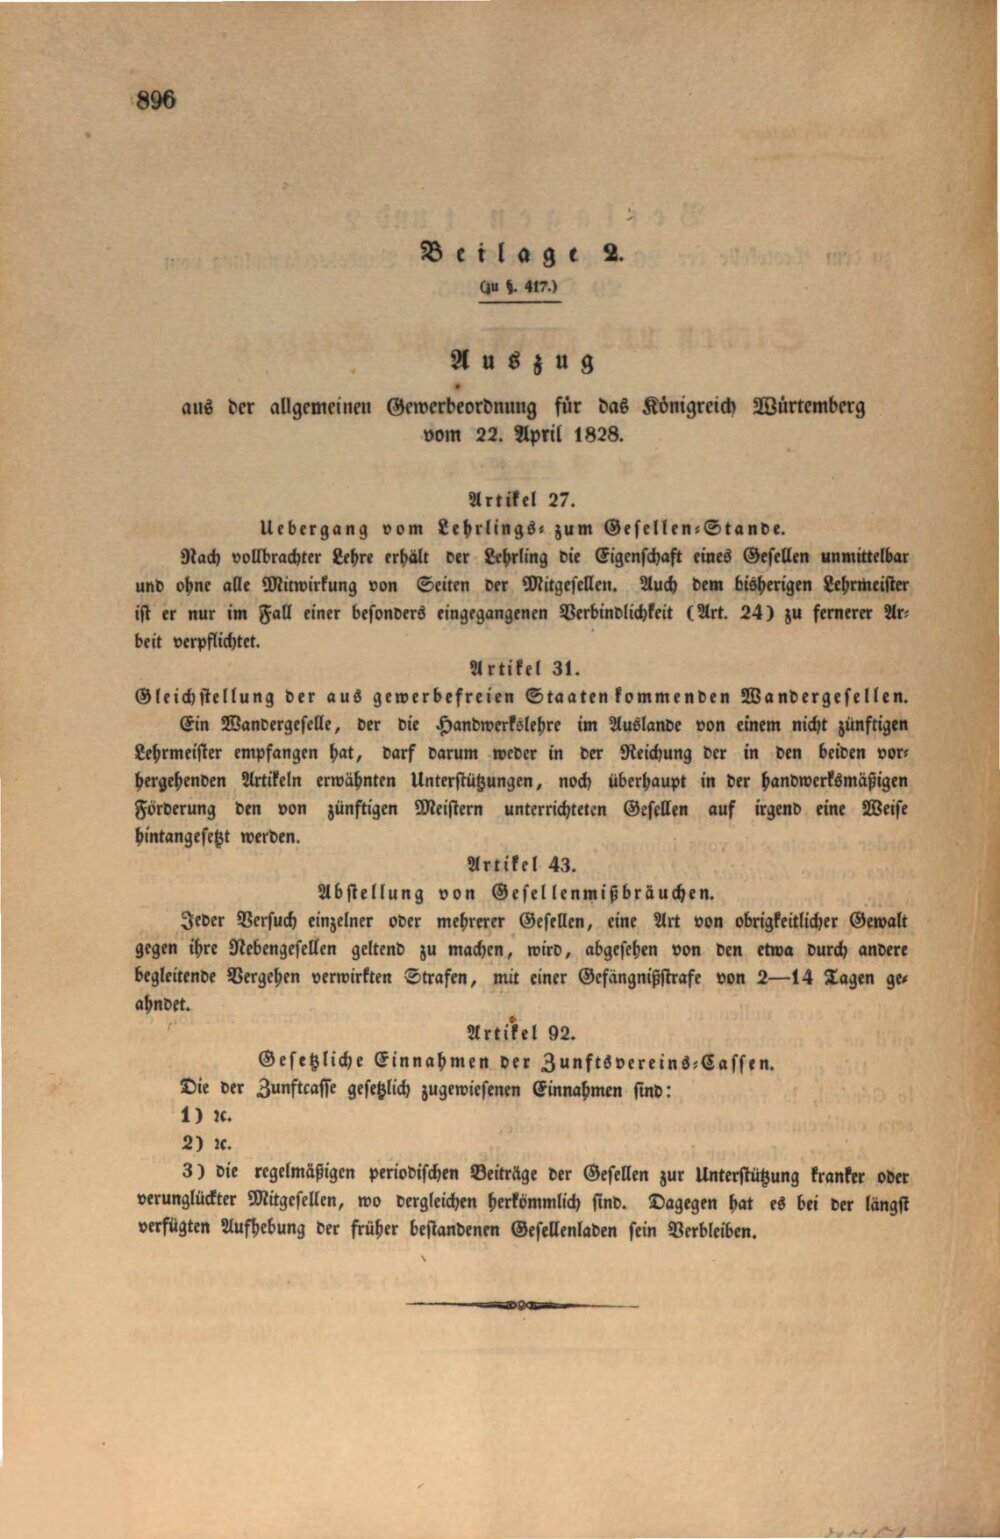 896
Beilage 2.
(zu §. 417.)
Auszug
aus der allgemeinen Gewerbeordnung für das Königreich Würtemberg
vom 22. April 1828.
Artikel 27.
Uebergang vom Lehrlings- zum Gesellen-Stande.
Nach vollbrachter Lehre erhält der Lehrling die Eigenschaft eines Gesellen unmittelbar
und ohne alle Mitwirkung von Seiten der Mitgesellen. Auch dem bisherigen Lehrmeister
ist er nur im Fall einer besonders eingegangenen Verbindlichkeit (Art. 24) zu fernerer Ar-
beit verpflichtet.
Artikel 31.
Gleichstellung der aus gewerbefreien Staaten kommenden Wandergesellen.
Ein Wandergeselle, der die Handwerkslehre im Auslande von einem nicht zünftigen
Lehrmeister empfangen hat, darf darum weder in der Reichung der in den beiden vor-
hergehenden Artikeln erwähnten Unterstützungen, noch überhaupt in der handwerksmäßigen
Förderung den von zünftigen Meistern unterrichteten Gesellen auf irgend eine Weise
hintangesetzt werden.
Artikel 43.
Abstellung von Gesellenmißbräuchen.
Jeder Versuch einzelner oder mehrerer Gesellen, eine Art von obrigkeitlicher Gewalt
gegen ihre Nebengesellen geltend zu machen, wird, abgesehen von den etwa durch andere
begleitende Vergehen verwirkten Strafen, mit einer Gefängnißstrafe von 2—14 Tagen ge-
ahndet.
Artikel 92.
Gesetzliche Einnahmen der Zunftsvereins-Cassen.
Die der Zunftcasse gesetzlich zugewiesenen Einnahmen sind:
1) ꝛc.
2) ꝛc.
3) die regelmäßigen periodischen Beiträge der Gesellen zur Unterstützung kranker oder
verunglückter Mitgesellen, wo dergleichen herkömmlich sind. Dagegen hat es bei der längst
verfügten Aufhebung der früher bestandenen Gesellenladen sein Verbleiben.